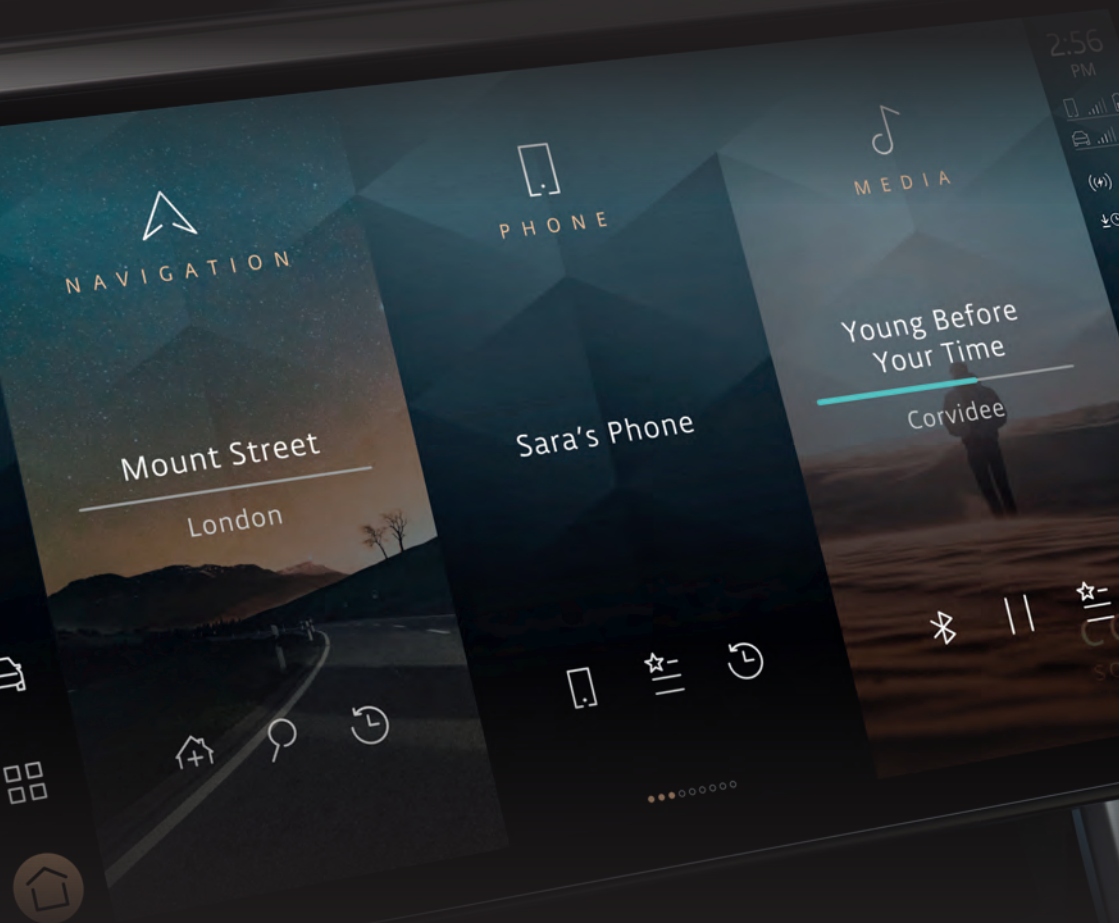 2:56
PM
NAVIGATION
Mount Street
London
PHONE
Sara's Phone
MEDIA
Young Before
Your Time
Corvidee